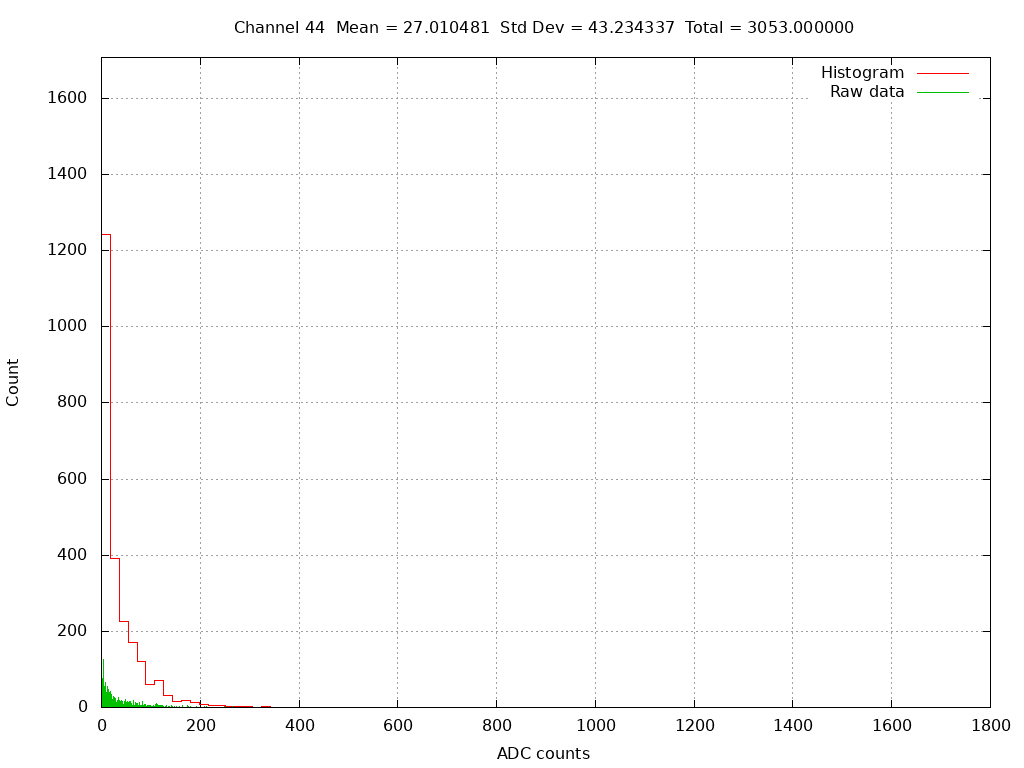 Channel 44  Mean = 27.010481  Std Dev = 43.234337  Total = 3053.000000
Histogram
Raw data
1600
1400
1200
1000
800
600
400
200
0
Count
0 200 400 600 800 1000 1200 1400 1600 1800
ADC counts